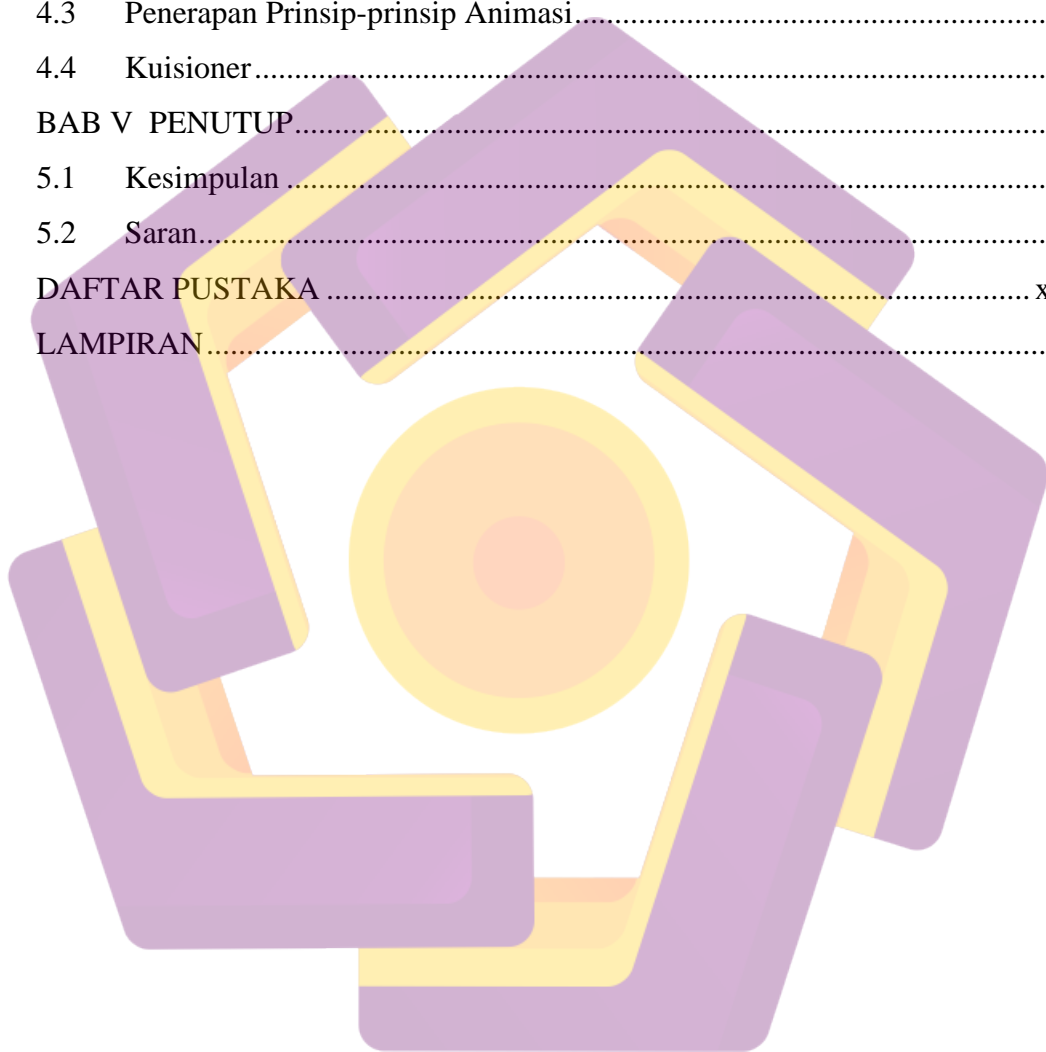 4.3 Penerapan Prinsip-prinsip Animasi..........................................................
4.4 Kuisioner....................................................................................................
BAB V PENUTUP...............................................................................................
5.1 Kesimpulan ................................................................................................
5.2 Saran...........................................................................................................
DAFTAR PUSTAKA ........................................................................................ x
LAMPIRAN.........................................................................................................